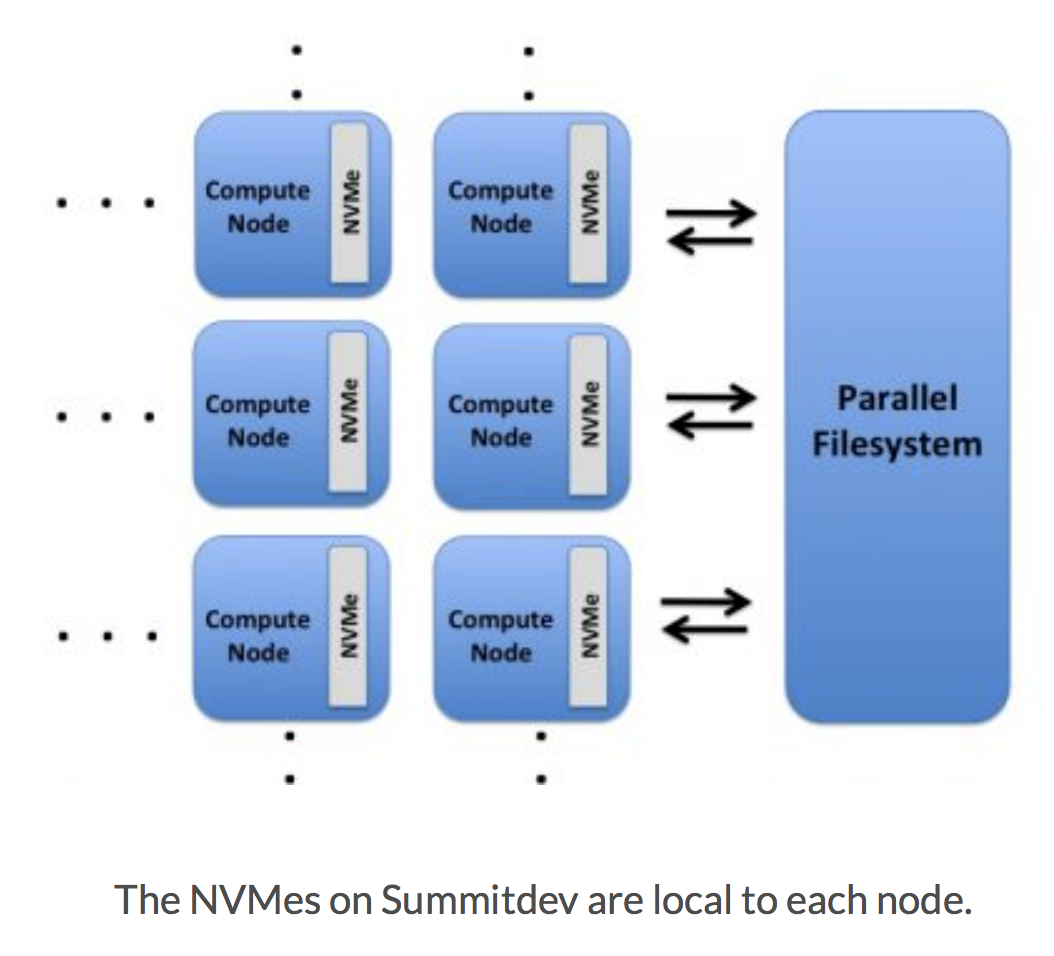 Compute
Node
NVMe
Compute
Node
NVMe
Compute
Node
NVMe
Compute
Node
NVMe
Compute
Node
NVMe
Compute
Node
NVMe
Parallel
Filesystem
The NVMes on Summitdev are local to each node.